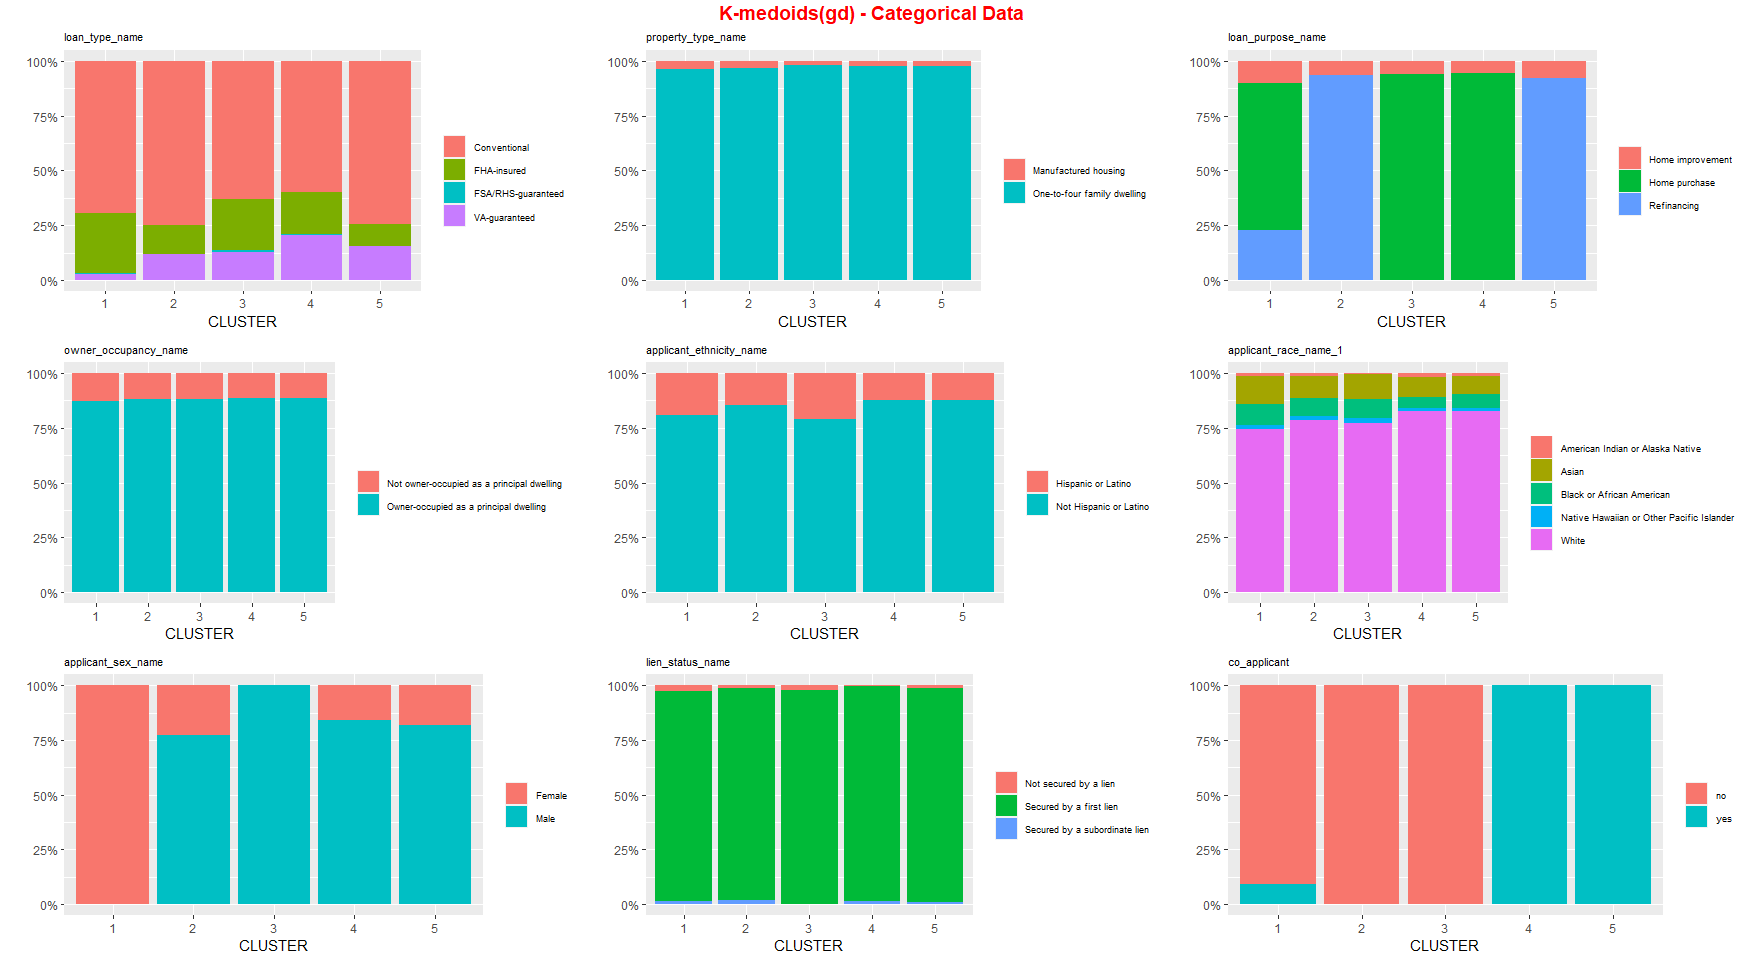 K-medoids(gd) - Categorical Data
loan_type_name
100%
75%
50%
25%
0%
1 2 3 4 5
CLUSTER
Conventional
FHA-insured
FSA/RHS-guaranteed
VA-guaranteed
property_type_name
100%
75%
50%
25%
0%
1 2 3 4 5
CLUSTER
Manufactured housing
One-to-four family dwelling
loan_purpose_name
100%
75%
50%
25%
0%
1 2 3 4 5
CLUSTER
Home improvement
Home purchase
Refinancing
owner_occupancy_name
100%
75%
50%
25%
0%
1 2 3 4 5
CLUSTER
Not owner-occupied as a principal dwelling
Owner-occupied as a principal dwelling
applicant_ethnicity_name
100%
75%
50%
25%
0%
1 2 3 4 5
CLUSTER
Hispanic or Latino
Not Hispanic or Latino
applicant_race_name_1
100%
75%
50%
25%
0%
1 2 3 4 5
CLUSTER
American Indian or Alaska Native
Asian
Black or African American
Native Hawaiian or Other Pacific Islander
White
applicant_sex_name
100%
75%
50%
25%
0%
1 2 3 4 5
CLUSTER
Female
Male
lien_status_name
100%
75%
50%
25%
0%
1 2 3 4 5
CLUSTER
Not secured by a lien
Secured by a first lien
Secured by a subordinate lien
co_applicant
100%
75%
50%
25%
0%
1 2 3 4 5
CLUSTER
no
yes